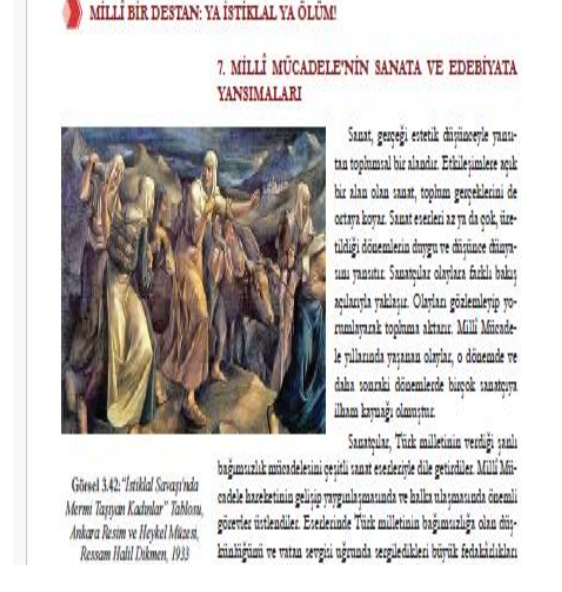 MİLLÎ BİR DESTAN: YA İSTİKLAL YA ÖLÜM!
7. MİLLÎ MÜCADELE'NİN SANATA VE EDEBİYATA
YANSIMALARI
Sanat, gerçeği estetik düşünceyle yansı-
tan toplumsal bir alandır. Etkileşimlere açık
bir alan olan sanat, toplum gerçeklerini de
ortaya koyar. Sanat eserleri az ya da çok, üre-
tildiği dönemlerin duygu ve düşünce dünya-
sını yansıtır. Sanatçılar olaylara farklı bakış
açılarıyla yaklaşır. Olayları gözlemleyip yo-
rumlayarak topluma aktarır. Millî Mücade-
le yıllarında yaşanan olaylar, o dönemde ve
daha sonraki dönemlerde birçok sanatçıya
ilham kaynağı olmuştur.
Sanatçılar, Türk milletinin verdiği şanlı
bağımsızlık mücadelesini çeşitli sanat eserleriyle dile getirdiler. Millî Mü-
cadele hareketinin gelişip yaygınlaşmasında ve halka ulaşmasında önemli
görevler üstlendiler. Eserlerinde Türk milletinin bağımsızlığa olan düş-
künlüğünü ve vatan sevgisi uğrunda sergiledikleri büyük fedakârlıkları
Görsel 3.42: "İstiklal Savaşı'nda
Mermi Taşıyan Kadınlar" Tablosu,
Ankara Resim ve Heykel Müzesi,
Ressam Halil Dikmen, 1933